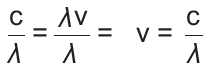 c/λ = λv/λ = v = c/λ